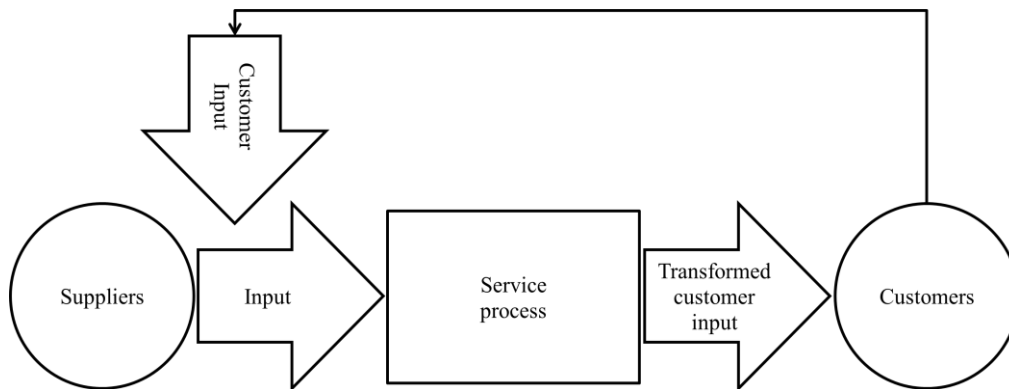 Customer
Input
Suppliers
Input
Service
process
Transformed
customer
input
Customers